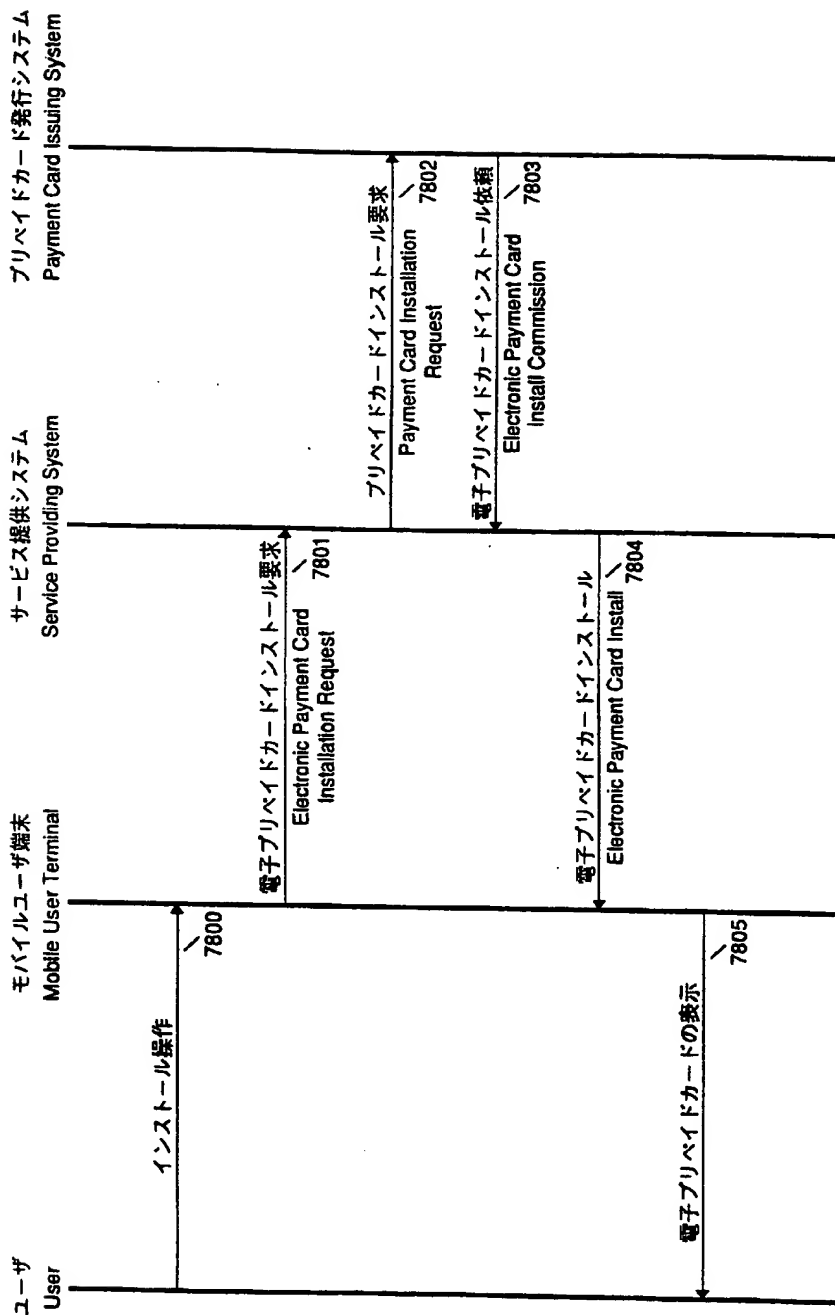 ユーザ
User
モバイルユーザ端末
Mobile User Terminal
サービス提供システム
Service Providing System
プリペイドカード発行システム
Payment Card Issuing System
インストール操作
7800
電子プリペイドカードインストール要求
Electronic Payment Card
Installation Request
7801
プリペイドカードインストール要求
Payment Card Installation
Request
7802
電子プリペイドカードインストール依頼
Electronic Payment Card
Install Commission
7803
電子プリペイドカードインストール
Electronic Payment Card Install
7804
電子プリペイドカードの表示
7805